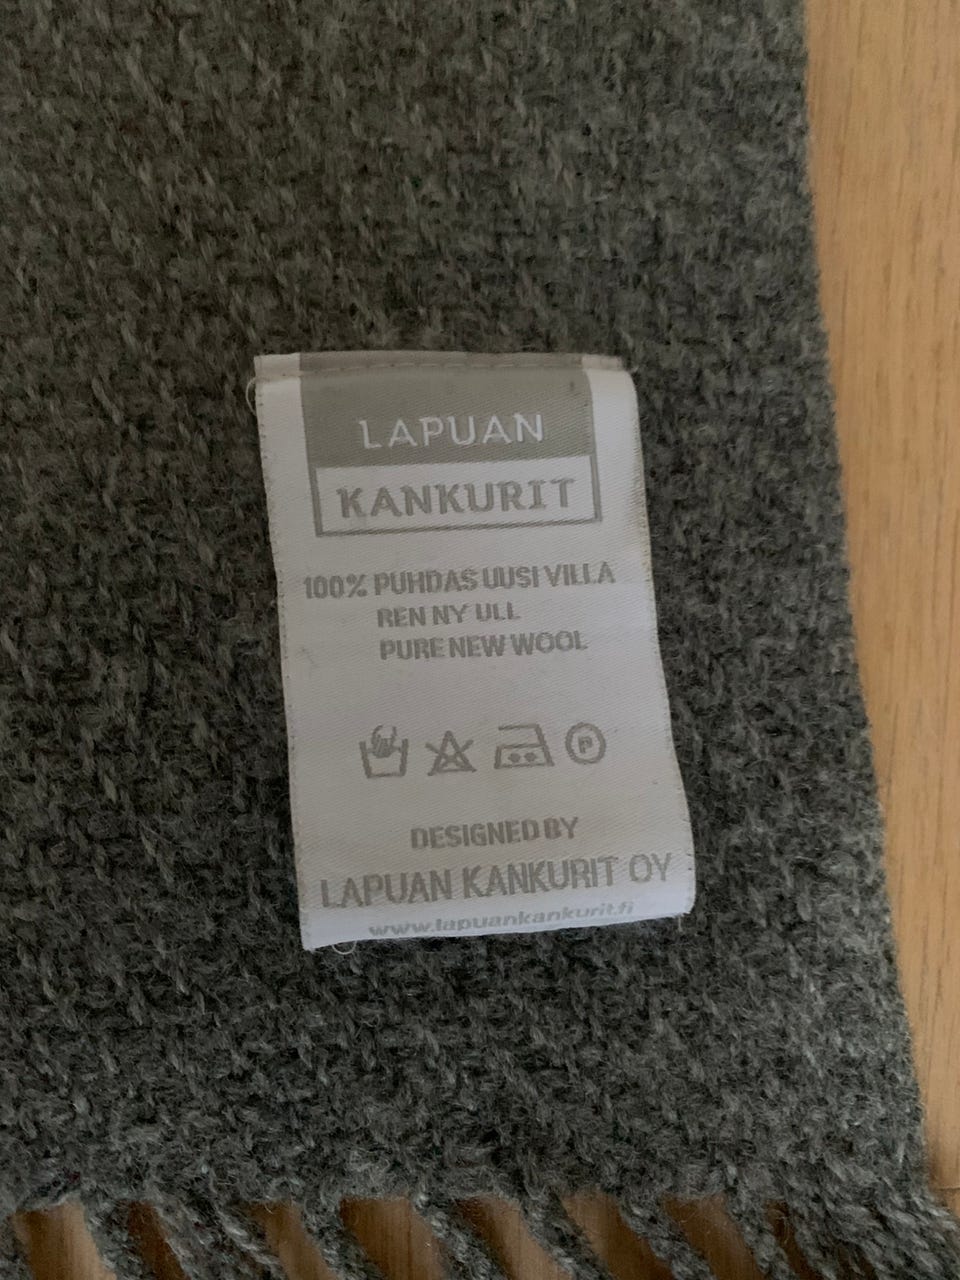 LAPUAN
KANKURIT
100% PUHDAS UUSI VILLA
REN NY ULL
PURE NEW WOOL
P
DESIGNED BY
LAPUAN KANKURIT OY
www.lapuankankurit.fi